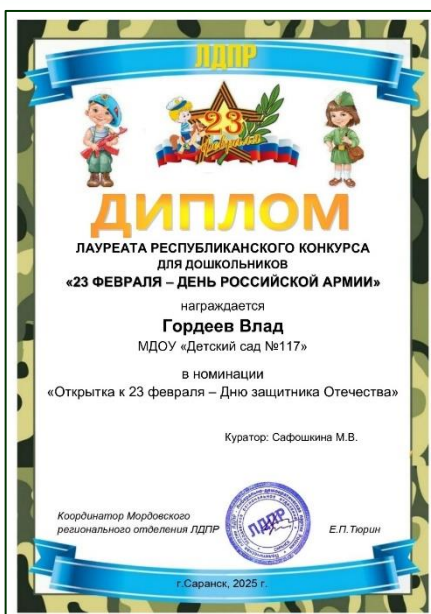 ЛДПР
23
февраля
ДИПЛОМ
ЛАУРЕАТА РЕСПУБЛИКАНСКОГО КОНКУРСА
ДЛЯ ДОШКОЛЬНИКОВ
«23 ФЕВРАЛЯ – ДЕНЬ РОССИЙСКОЙ АРМИИ»
награждается
Гордеев Влад
МДОУ «Детский сад №117»
в номинации
«Открытка к 23 февраля – Дню защитника Отечества»
Куратор: Сафошкина М.В.
Координатор Мордовского
регионального отделения ЛДПР
ЛДПР
Е.П.Тюрин
г.Саранск, 2025 г.